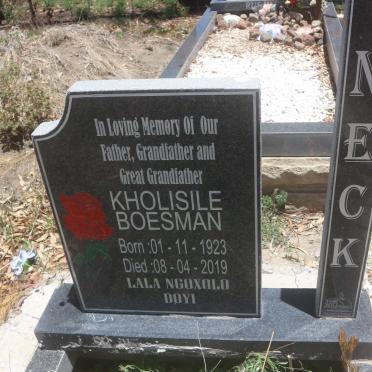 In Loving Memory Of Our
Father, Grandfather and
Great Grandfather
KHOLISILE
BOESMAN
Born :01 - 11 - 1923
Died :08 - 04 - 2019
LALA NGOXOLO
DOYI
NECK